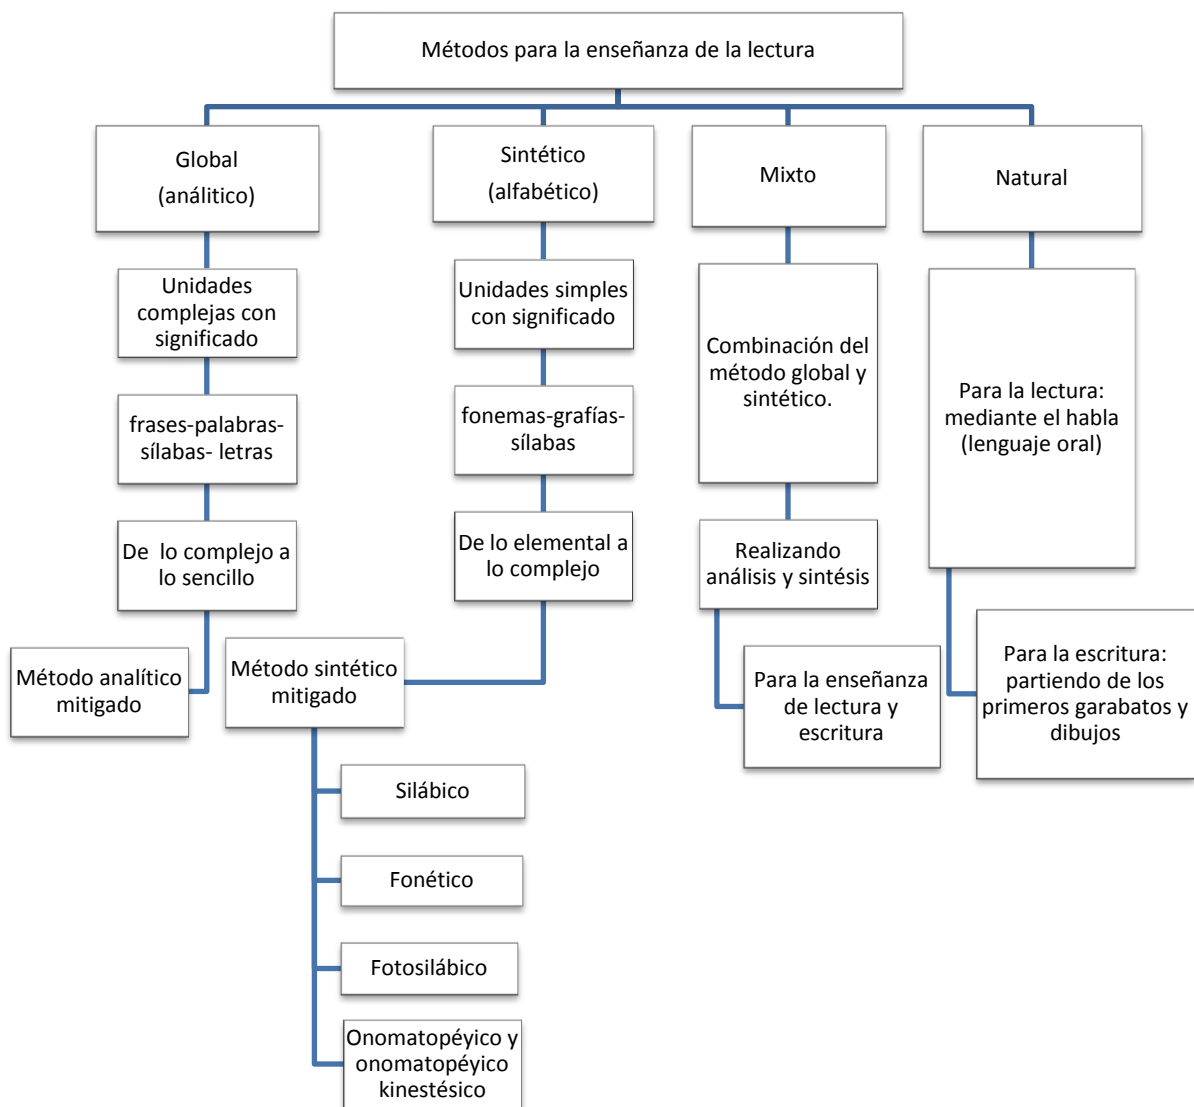 Métodos para la enseñanza de la lectura
Global
(análitico)
Unidades
complejas con
significado
frases-palabras-
sílabas- letras
De lo complejo a
lo sencillo
Método analítico
mitigado
Sintético
(alfabético)
Unidades simples
con significado
fonemas-grafías-
sílabas
De lo elemental a
lo complejo
Método sintético
mitigado
Silábico
Fonético
Fotosilábico
Onomatopéyico y
onomatopéyico
kinestésico
Mixto
Combinación del
método global y
sintético.
Realizando
análisis y sintésis
Para la enseñanza
de lectura y
escritura
Natural
Para la lectura:
mediante el habla
(lenguaje oral)
Para la escritura:
partiendo de los
primeros garabatos y
dibujos